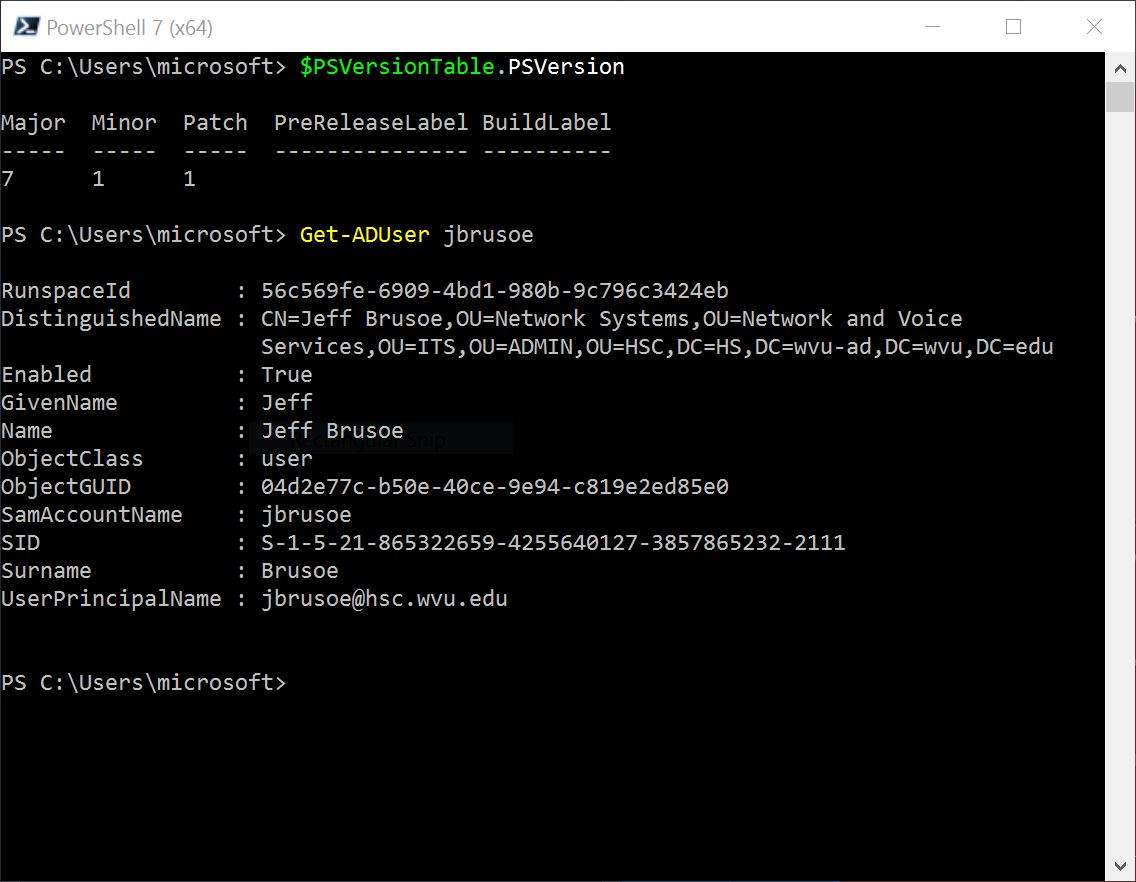 PowerShell 7 (x64)
PS C:\Users\microsoft> $PSVersionTable.PSVersion
Major  Minor  Patch  PreReleaseLabel BuildLabel
-----  -----  -----  --------------- ----------
7      1      1
PS C:\Users\microsoft> Get-ADUser jbrusoe
RunspaceId        : 56c569fe-6909-4bd1-980b-9c796c3424eb
DistinguishedName : CN=Jeff Brusoe,OU=Network Systems,OU=Network and Voice
                    Services,OU=ITS,OU=ADMIN,OU=HSC,DC=HS,DC=wvu-ad,DC=wvu,DC=edu
Enabled           : True
GivenName         : Jeff
Name              : Jeff Brusoe
Rectangular Snip
ObjectClass       : user
ObjectGUID        : 04d2e77c-b50e-40ce-9e94-c819e2ed85e0
SamAccountName    : jbrusoe
SID               : S-1-5-21-865322659-4255640127-3857865232-2111
Surname           : Brusoe
UserPrincipalName : jbrusoe@hsc.wvu.edu
PS C:\Users\microsoft>